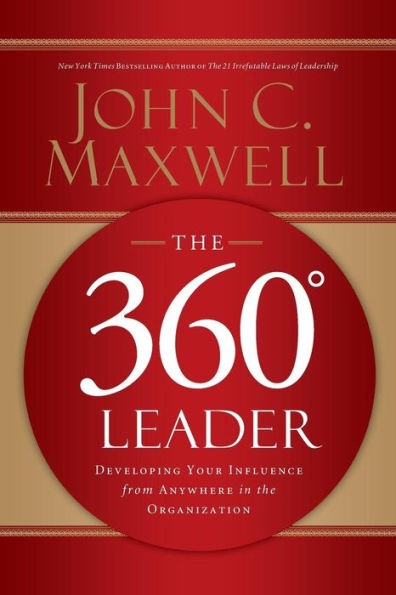 New York Times Bestselling Author of The 21 Irrefutable Laws of Leadership
John C.
Maxwell
The
360°
Leader
Developing Your Influence
from Anywhere in the
Organization